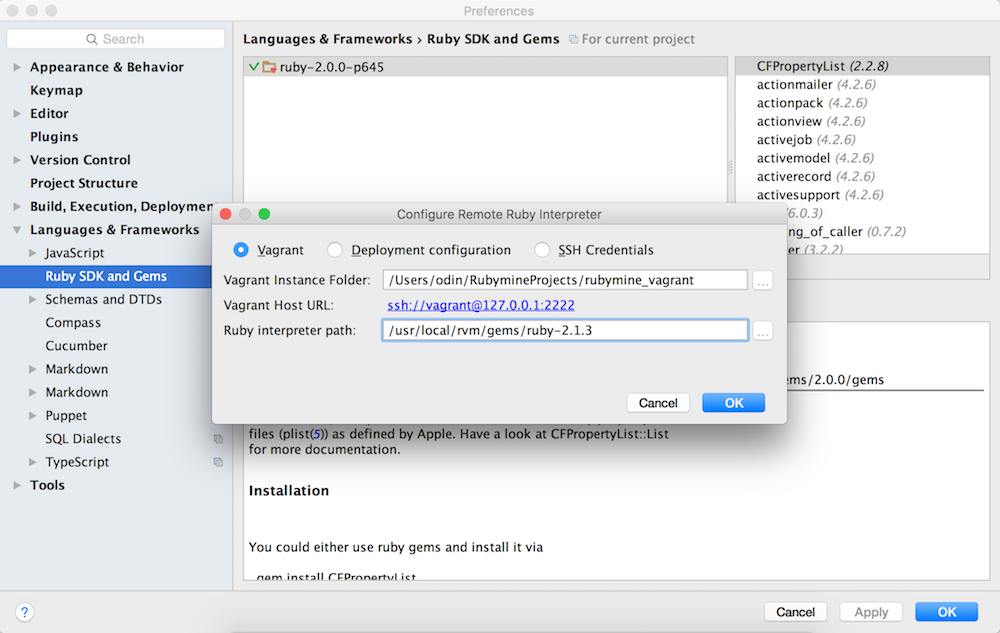 Preferences
Search
Appearance & Behavior
Keymap
Editor
Plugins
Version Control
Project Structure
Build, Execution, Deploymen
Languages & Frameworks
JavaScript
Ruby SDK and Gems
Schemas and DTDs
Compass
Cucumber
Markdown
Markdown
Puppet
SQL Dialects
TypeScript
Tools
Languages & Frameworks › Ruby SDK and Gems For current project
ruby-2.0.0-p645
CFPropertyList (2.2.8)
actionmailer (4.2.6)
actionpack (4.2.6)
actionview (4.2.6)
activejob (4.2.6)
activemodel (4.2.6)
activerecord (4.2.6)
activesupport (4.2.6)
6.0.3)
ng_of_caller (0.7.2)
er (3.2.2)
Configure Remote Ruby Interpreter
Vagrant Deployment configuration SSH Credentials
Vagrant Instance Folder: /Users/odin/RubymineProjects/rubymine_vagrant ...
Vagrant Host URL: ssh://vagrant@127.0.0.1:2222
Ruby interpreter path: /usr/local/rvm/gems/ruby-2.1.3 ...
Cancel OK
ems/2.0.0/gems
files (plist(5)) as defined by Apple. Have a look at CFPropertyList::List
for more documentation.
Installation
You could either use ruby gems and install it via
gem install CFPropertyList
? Cancel Apply OK